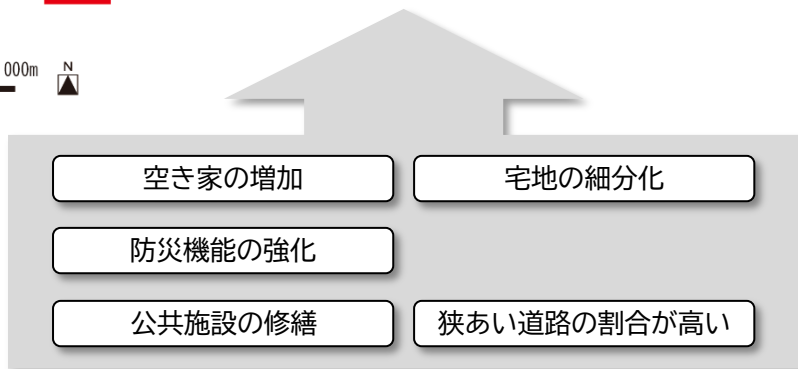 000m
N
空き家の増加
宅地の細分化
防災機能の強化
公共施設の修繕
狭あい道路の割合が高い